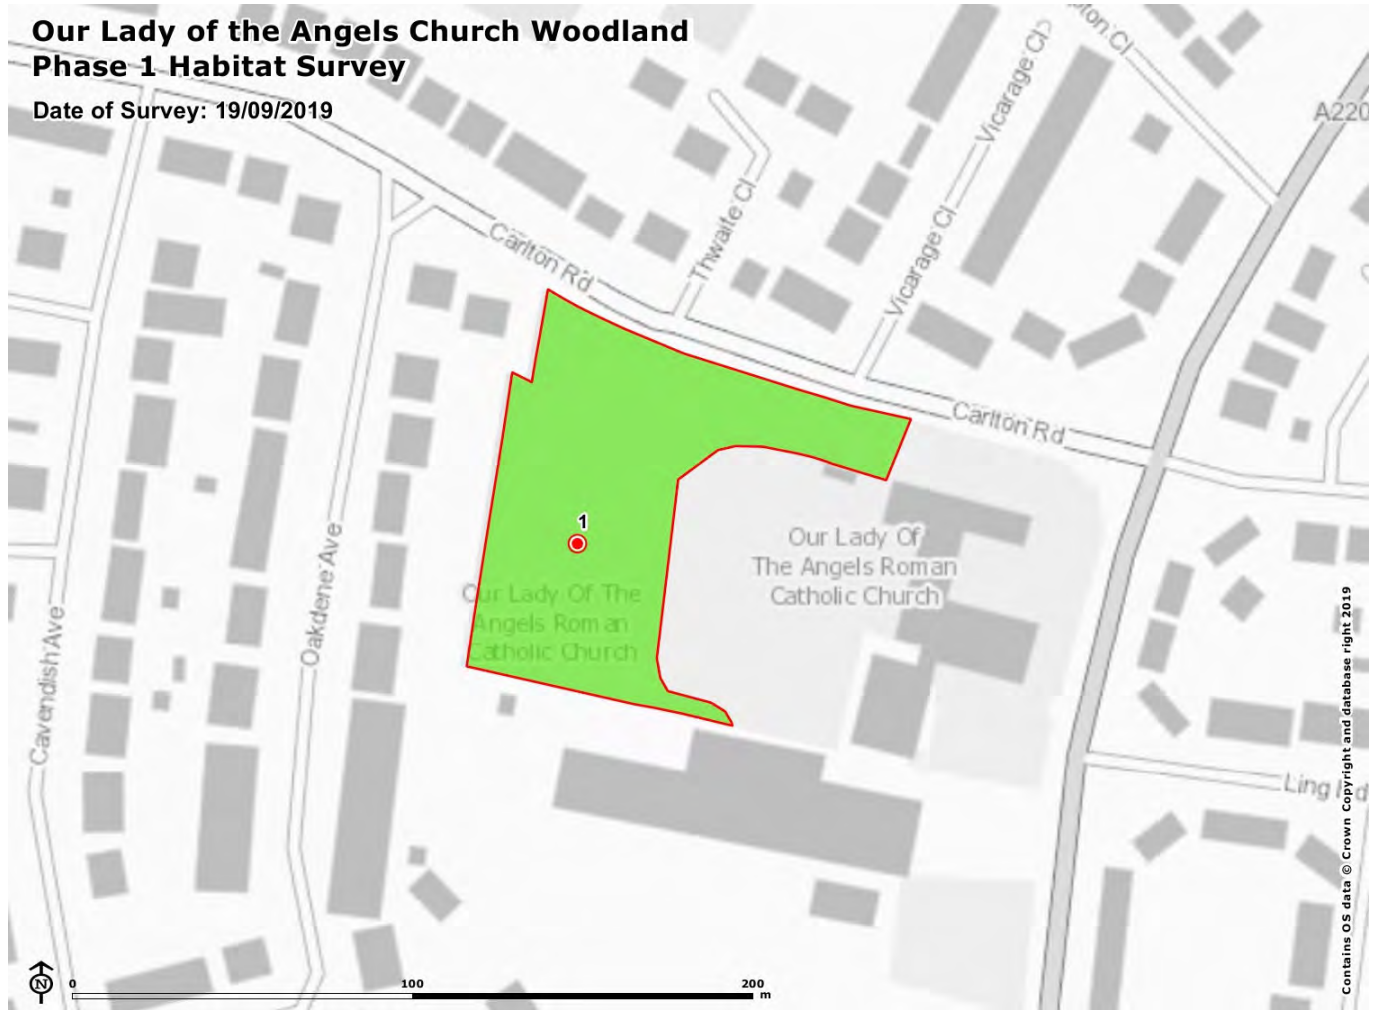 Our Lady of the Angels Church Woodland
Phase 1 Habitat Survey
Date of Survey: 19/09/2019
Vicarage Cl
A220
Thwaite Cl
Carlton Rd
Vicarage Cl
Carlton Rd
1
Our Lady Of
The Angels Roman
Catholic Church
Our Lady Of The
Angels Roman
Catholic Church
Oakdene Ave
Cavendish Ave
Contains OS data © Crown Copyright and database right 2019
N
0
100
200
m